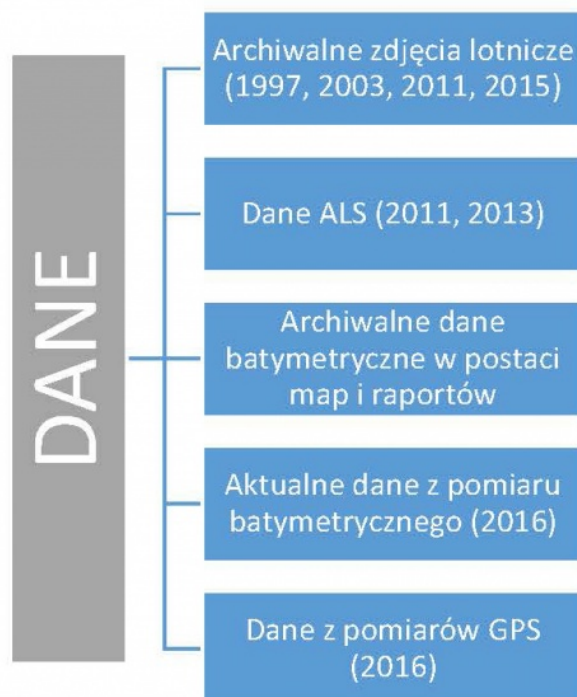 DANE
Archiwalne zdjęcia lotnicze
(1997, 2003, 2011, 2015)
Dane ALS (2011, 2013)
Archiwalne dane
batymetryczne w postaci
map i raportów
Aktualne dane z pomiaru
batymetrycznego (2016)
Dane z pomiarów GPS
(2016)